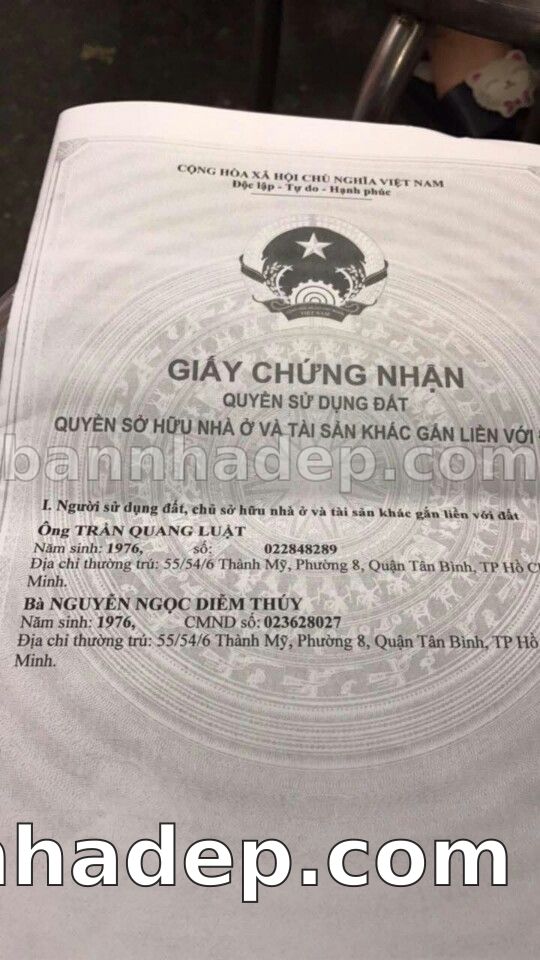 CỘNG HÒA XÃ HỘI CHỦ NGHĨA VIỆT NAM
Độc lập - Tự do - Hạnh phúc
VIỆT NAM
GIẤY CHỨNG NHẬN
QUYỀN SỬ DỤNG ĐẤT
QUYỀN SỞ HỮU NHÀ Ở VÀ TÀI SẢN KHÁC GẮN LIỀN VỚI
bannhadep.com
I. Người sử dụng đất, chủ sở hữu nhà ở và tài sản khác gắn liền với đất
Ông TRẦN QUANG LUẬT
Năm sinh: 1976, số: 022848289
Địa chỉ thường trú: 55/54/6 Thành Mỹ, Phường 8, Quận Tân Bình, TP Hồ C
Minh.
Bà NGUYỄN NGỌC DIỄM THÚY
Năm sinh: 1976, CMND số: 023628027
Địa chỉ thường trú: 55/54/6 Thành Mỹ, Phường 8, Quận Tân Bình, TP Hồ
Minh.
nhadep.com